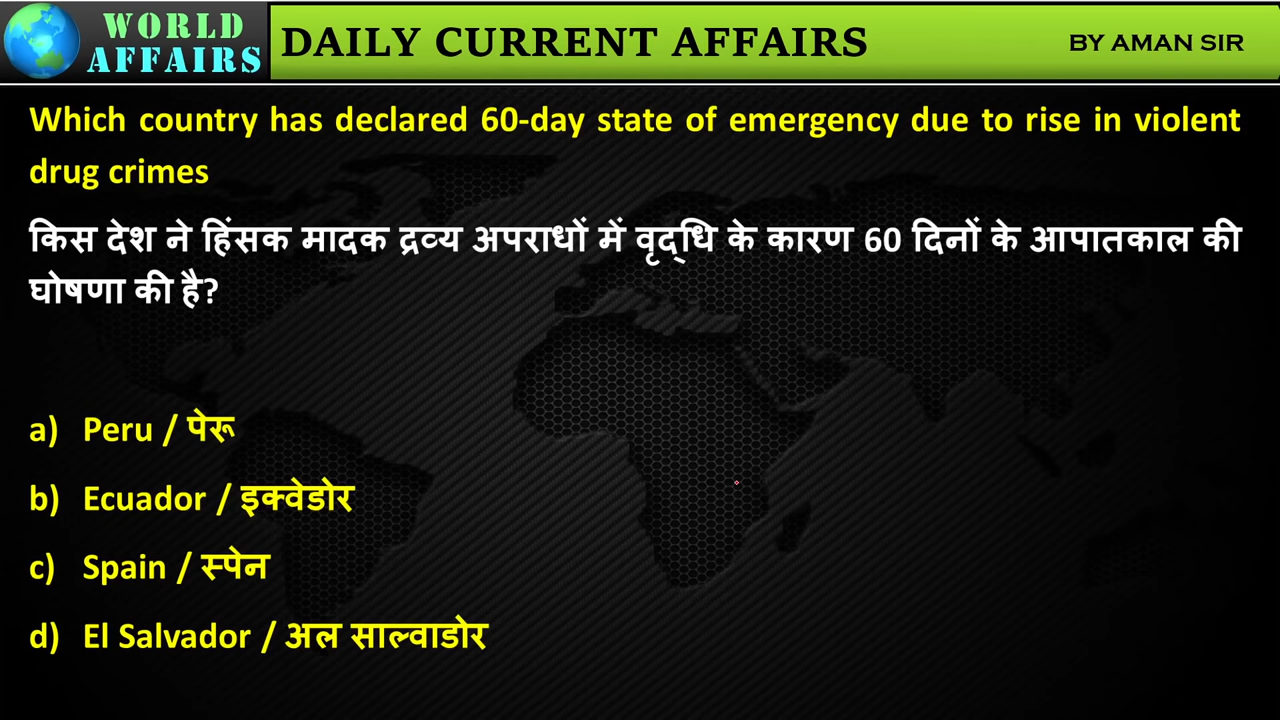 WORLD
AFFAIRS
DAILY CURRENT AFFAIRS
BY AMAN SIR
Which country has declared 60-day state of emergency due to rise in violent
drug crimes
किस देश ने हिंसक मादक द्रव्य अपराधों में वृद्धि के कारण 60 दिनों के आपातकाल की
घोषणा की है?
a) Peru / पेरू
b) Ecuador / इक्वेडोर
c) Spain / स्पेन
d) El Salvador / अल साल्वाडोर